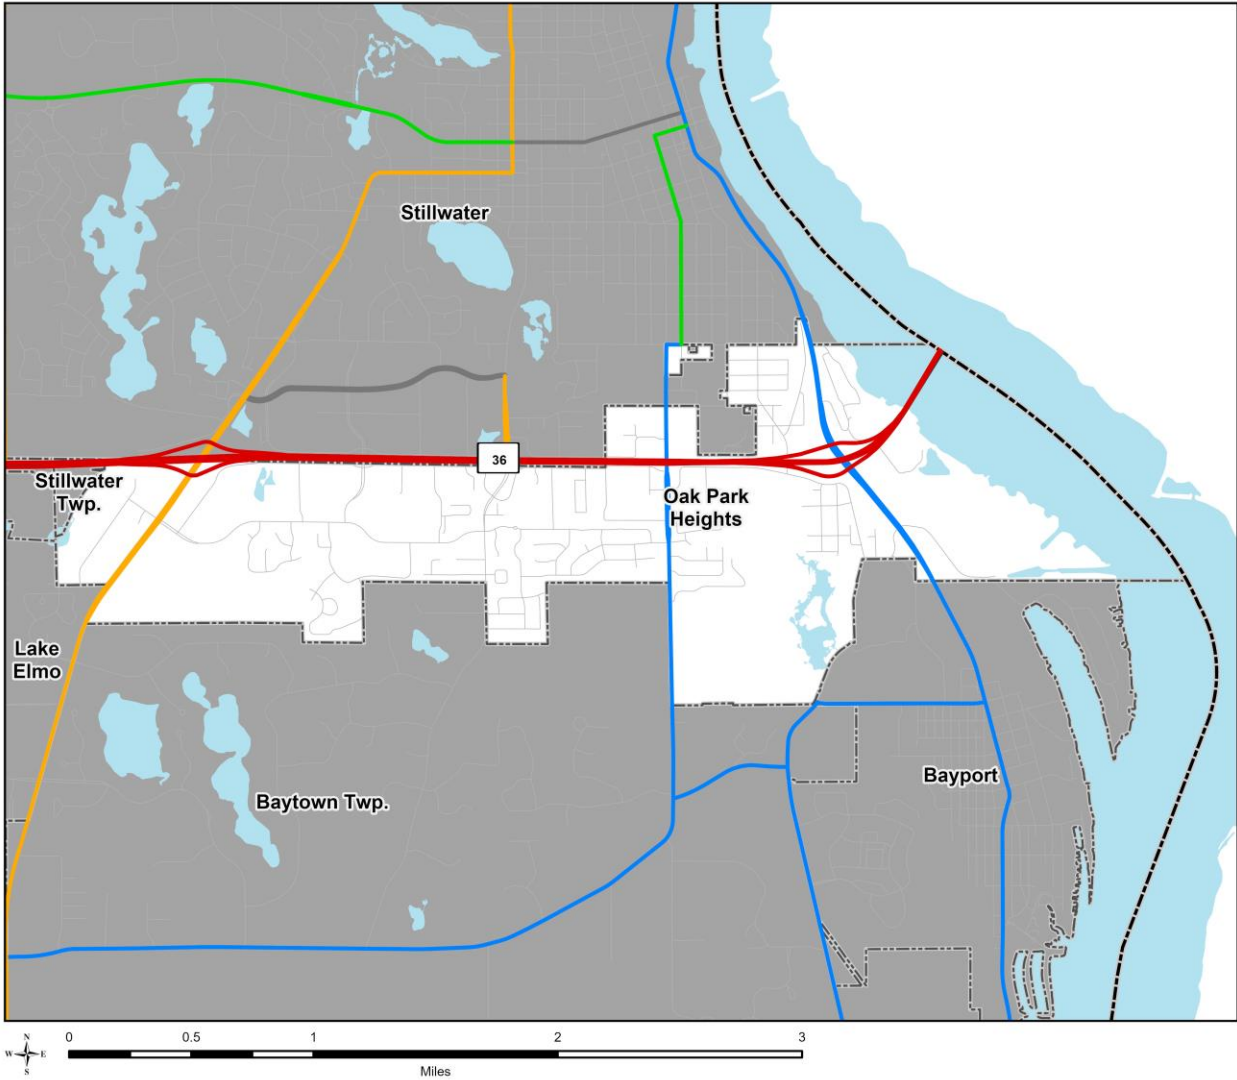 Stillwater
36
Stillwater
Twp.
Oak Park
Heights
Lake
Elmo
Bayport
Baytown Twp.
N
W E
S
0 0.5 1 2 3
Miles